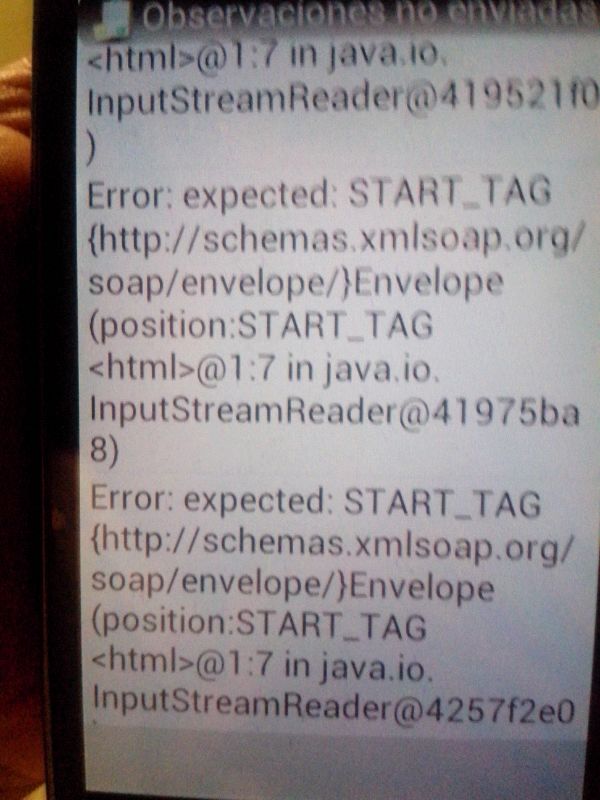 Observaciones no enviadas
<html>@1:7 in java.io.
InputStreamReader@419521f0
)
Error: expected: START_TAG
{http://schemas.xmlsoap.org/
soap/envelope/}Envelope
(position:START_TAG
<html>@1:7 in java.io.
InputStreamReader@41975ba
8)
Error: expected: START_TAG
{http://schemas.xmlsoap.org/
soap/envelope/}Envelope
(position:START_TAG
<html>@1:7 in java.io.
InputStreamReader@4257f2e0